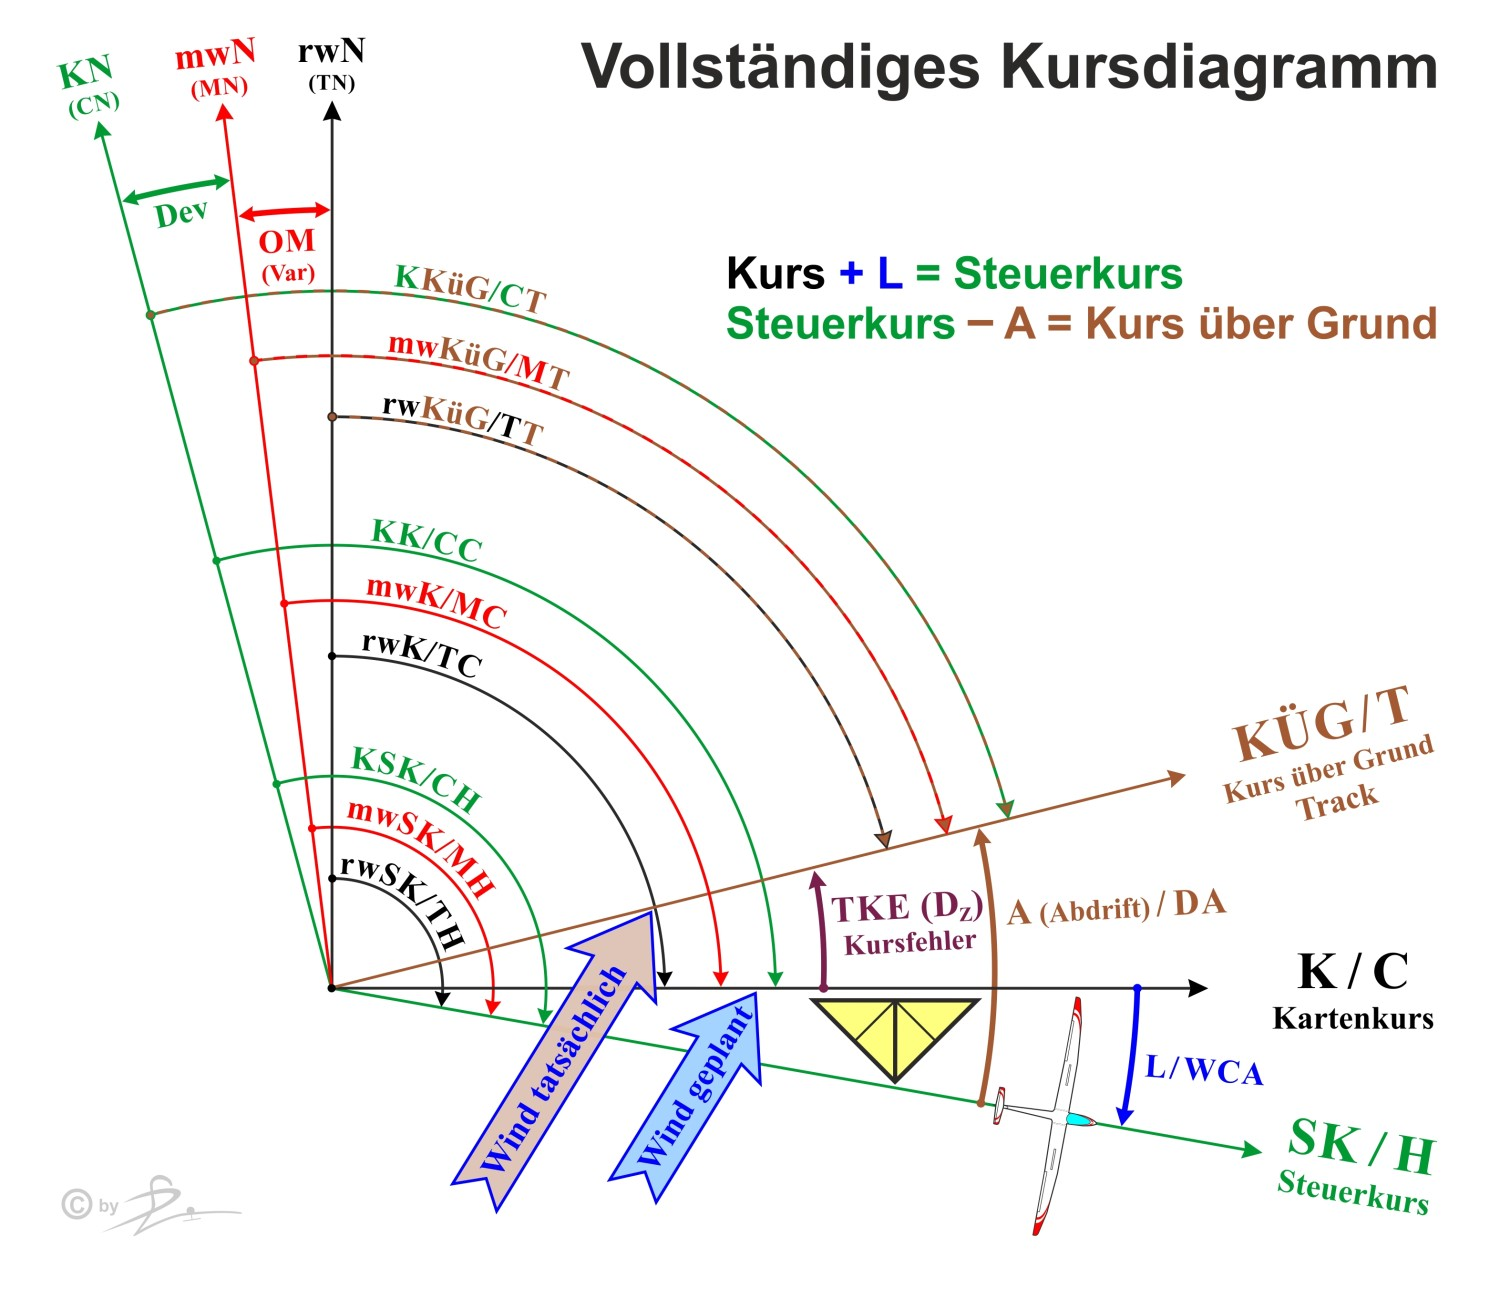 Vollständiges Kursdiagramm
KN
(CN)
mwN
(MN)
rwN
(TN)
Dev
OM
(Var)
Kurs + L = Steuerkurs
Steuerkurs – A = Kurs über Grund
KKüG/CT
mwKüG/MT
rwKüG/TT
KK/CC
mwK/MC
rwK/TC
KSK/CH
mwSK/MH
rwSK/TH
KÜG/T
Kurs über Grund
Track
TKE (DZ)
Kursfehler
A (Abdrift) / DA
K / C
Kartenkurs
L/WCA
SK / H
Steuerkurs
Wind tatsächlich
Wind geplant
© by